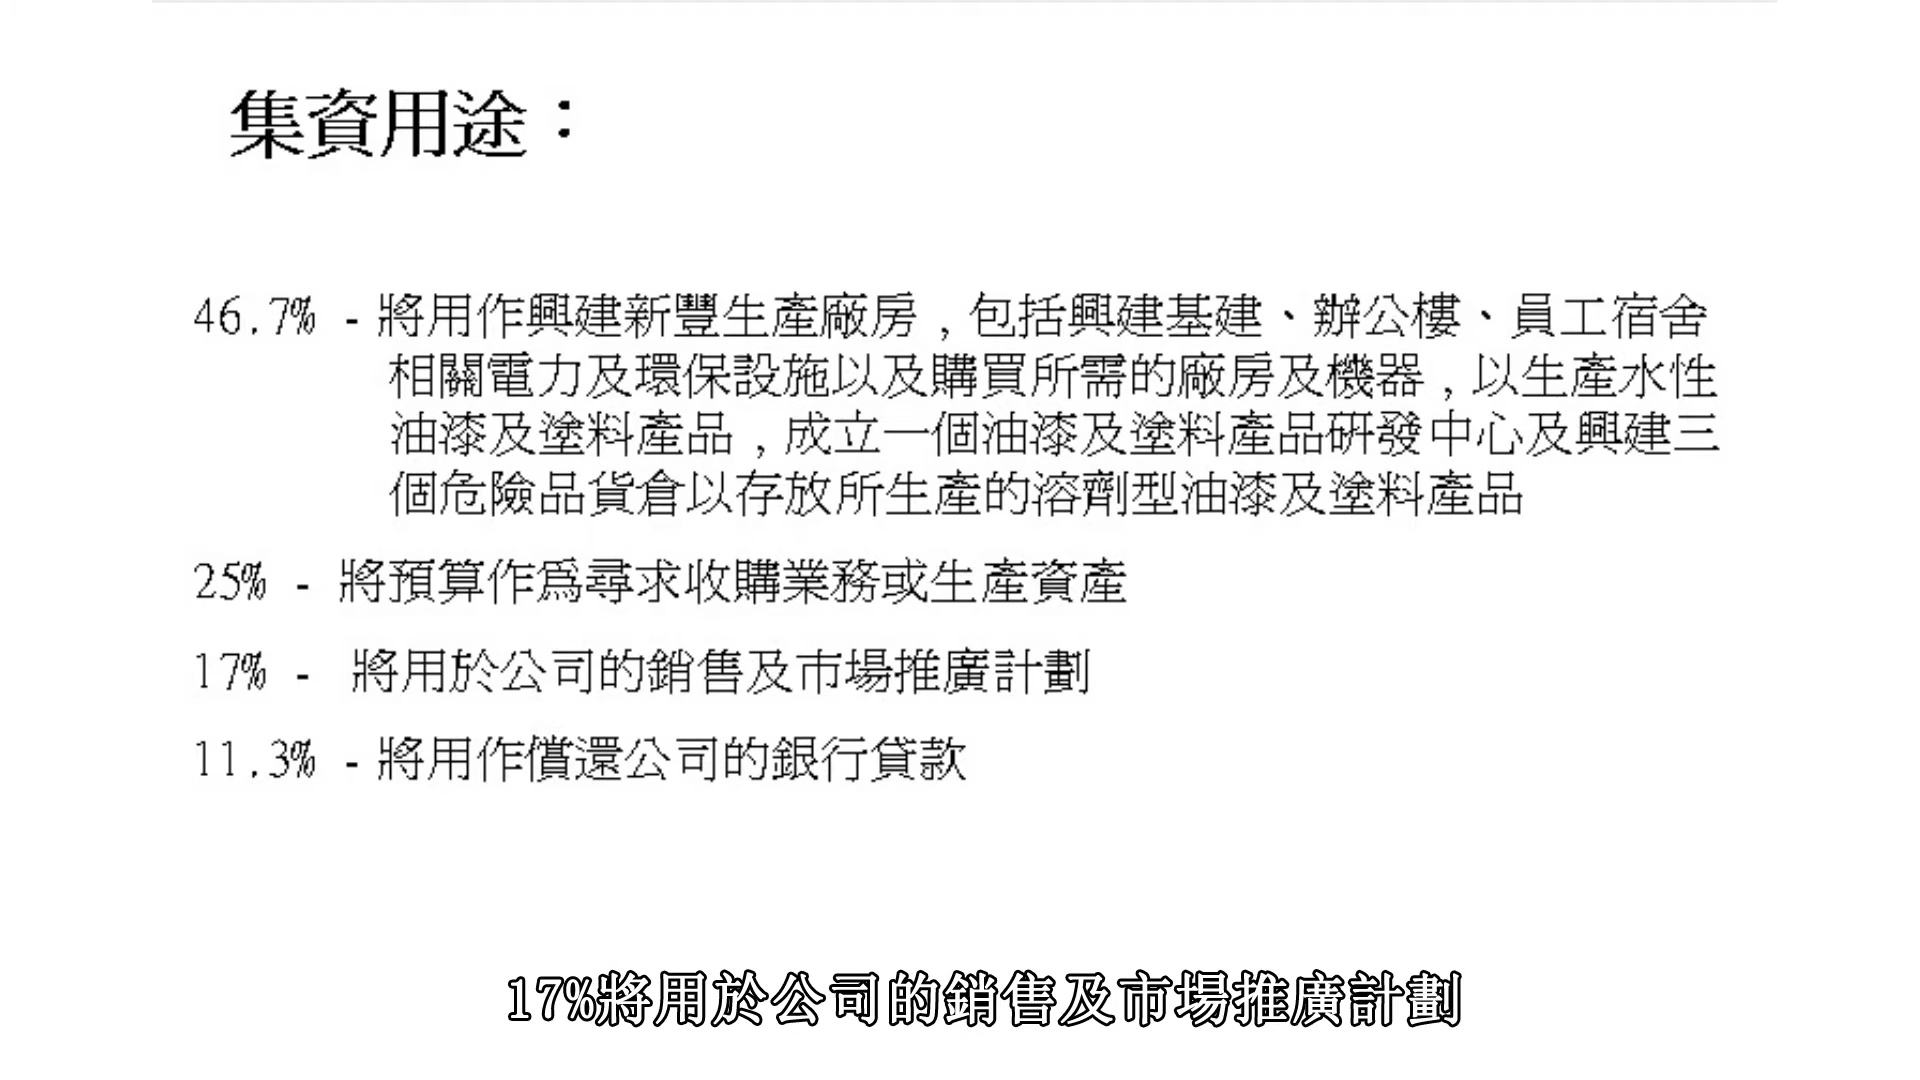 集資用途：
46.7% - 將用作興建新豐生產廠房，包括興建基建、辦公樓、員工宿舍
相關電力及環保設施以及購買所需的廠房及機器，以生產水性
油漆及塗料產品，成立一個油漆及塗料產品研發中心及興建三
個危險品貨倉以存放所生產的溶劑型油漆及塗料產品
25% - 將預算作為尋求收購業務或生產資產
17% - 將用於公司的銷售及市場推廣計劃
11.3% - 將用作償還公司的銀行貸款
17%將用於公司的銷售及市場推廣計劃